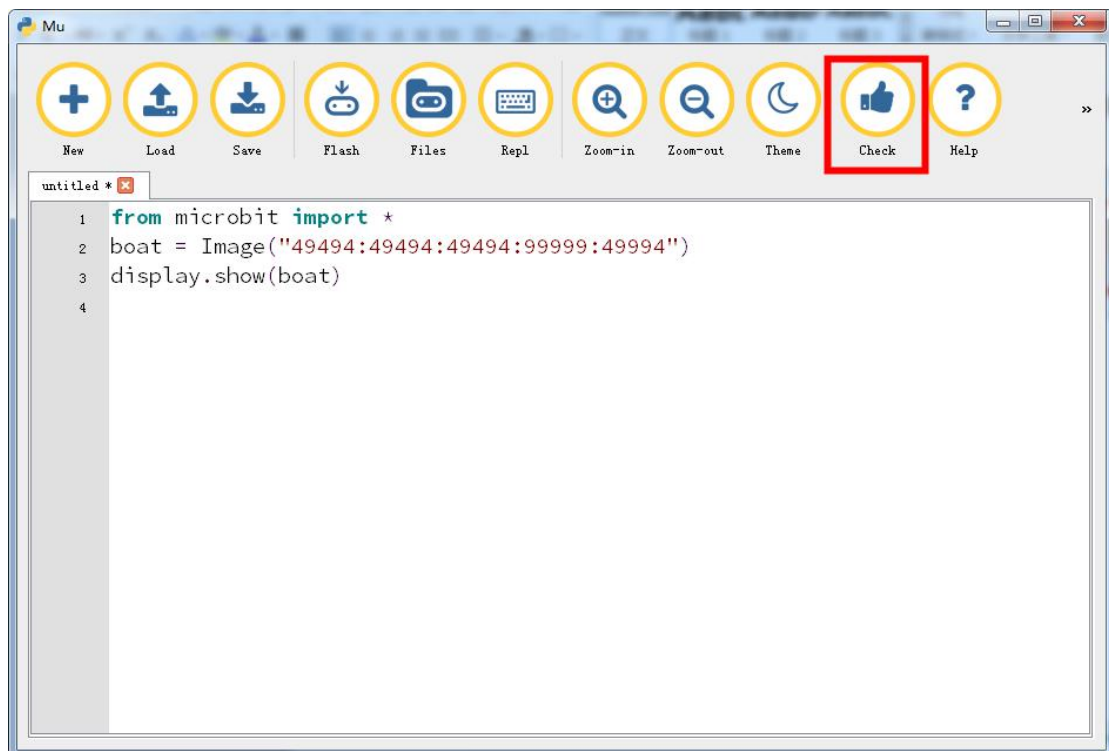 Mu
New Load Save Flash Files Repl Zoom-in Zoom-out Theme Check Help »
untitled *
1 from microbit import *
2 boat = Image("49494:49494:49494:99999:49994")
3 display.show(boat)
4